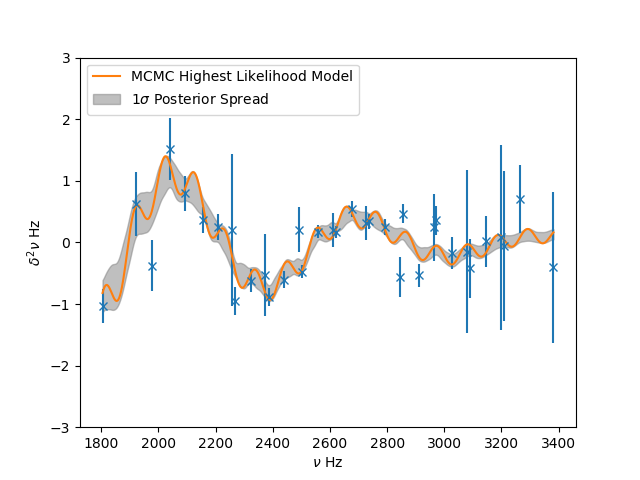 3
MCMC Highest Likelihood Model
1σ Posterior Spread
2
1
0
−1
−2
−3
δ²ν Hz
1800 2000 2200 2400 2600 2800 3000 3200 3400
ν Hz